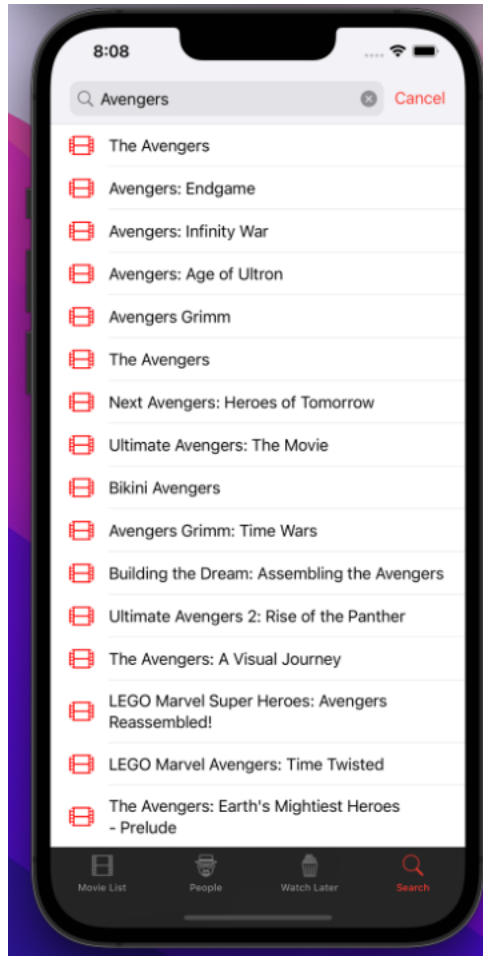 8:08
Avengers
Cancel
The Avengers
Avengers: Endgame
Avengers: Infinity War
Avengers: Age of Ultron
Avengers Grimm
The Avengers
Next Avengers: Heroes of Tomorrow
Ultimate Avengers: The Movie
Bikini Avengers
Avengers Grimm: Time Wars
Building the Dream: Assembling the Avengers
Ultimate Avengers 2: Rise of the Panther
The Avengers: A Visual Journey
LEGO Marvel Super Heroes: Avengers
Reassembled!
LEGO Marvel Avengers: Time Twisted
The Avengers: Earth's Mightiest Heroes
- Prelude
Movie List
People
Watch Later
Search